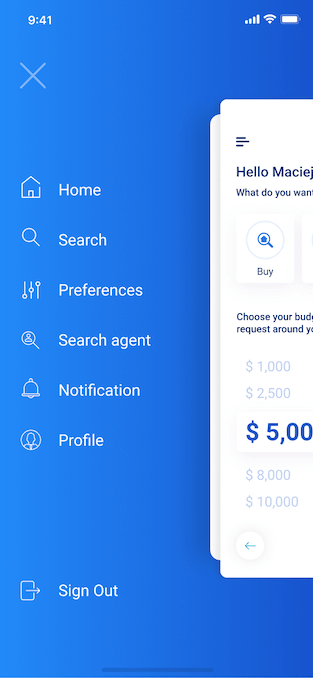 9:41
Home
Search
Preferences
Search agent
Notification
Profile
Sign Out
Hello Maciej
What do you want
Buy
Choose your
request around
$ 1,000
$ 2,500
$ 5,00
$ 8,000
$ 10,000